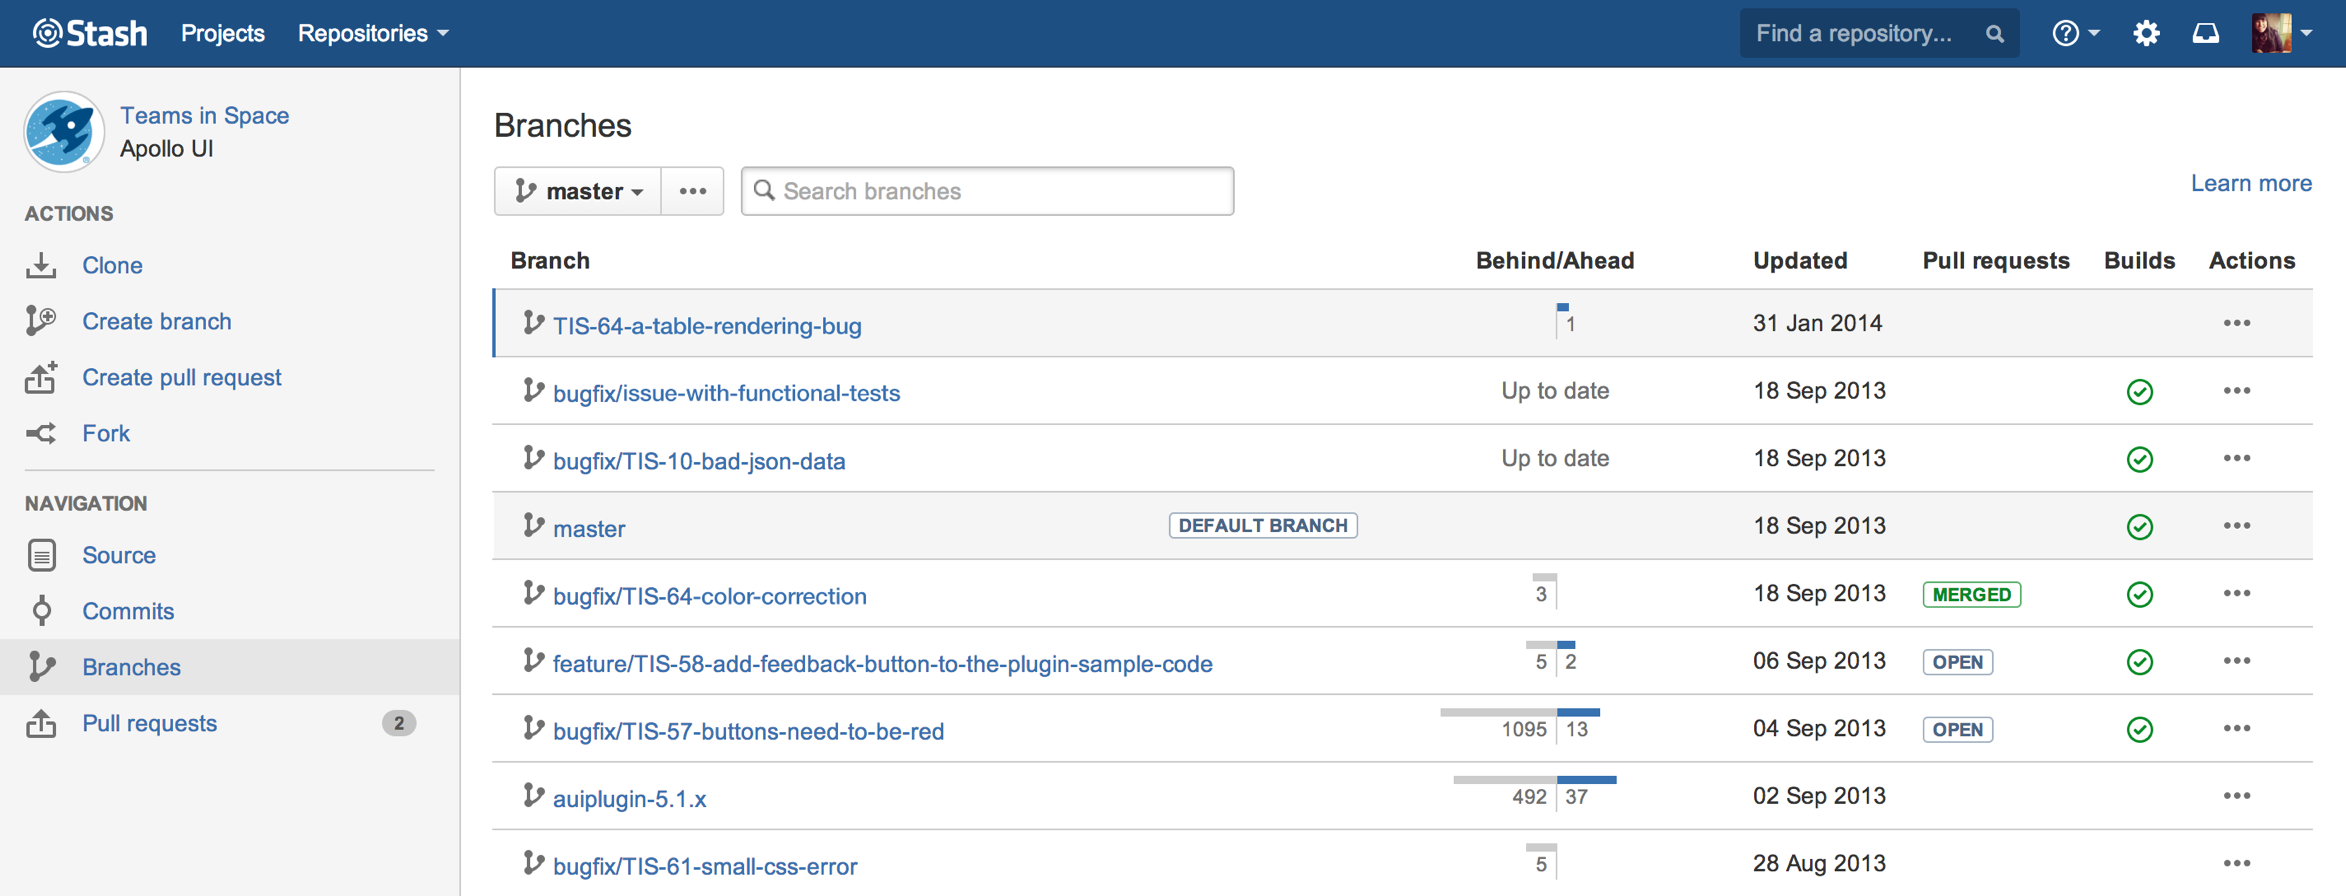 Stash Projects Repositories Find a repository... ?
Teams in Space
Apollo UI
ACTIONS
Clone
Create branch
Create pull request
Fork
NAVIGATION
Source
Commits
Branches
Pull requests 2
Branches
master Search branches
Learn more
Branch Behind/Ahead Updated Pull requests Builds Actions
TIS-64-a-table-rendering-bug 1 31 Jan 2014
bugfix/issue-with-functional-tests Up to date 18 Sep 2013
bugfix/TIS-10-bad-json-data Up to date 18 Sep 2013
master DEFAULT BRANCH 18 Sep 2013
bugfix/TIS-64-color-correction 3 18 Sep 2013 MERGED
feature/TIS-58-add-feedback-button-to-the-plugin-sample-code 5 2 06 Sep 2013 OPEN
bugfix/TIS-57-buttons-need-to-be-red 1095 13 04 Sep 2013 OPEN
auiplugin-5.1.x 492 37 02 Sep 2013
bugfix/TIS-61-small-css-error 5 28 Aug 2013